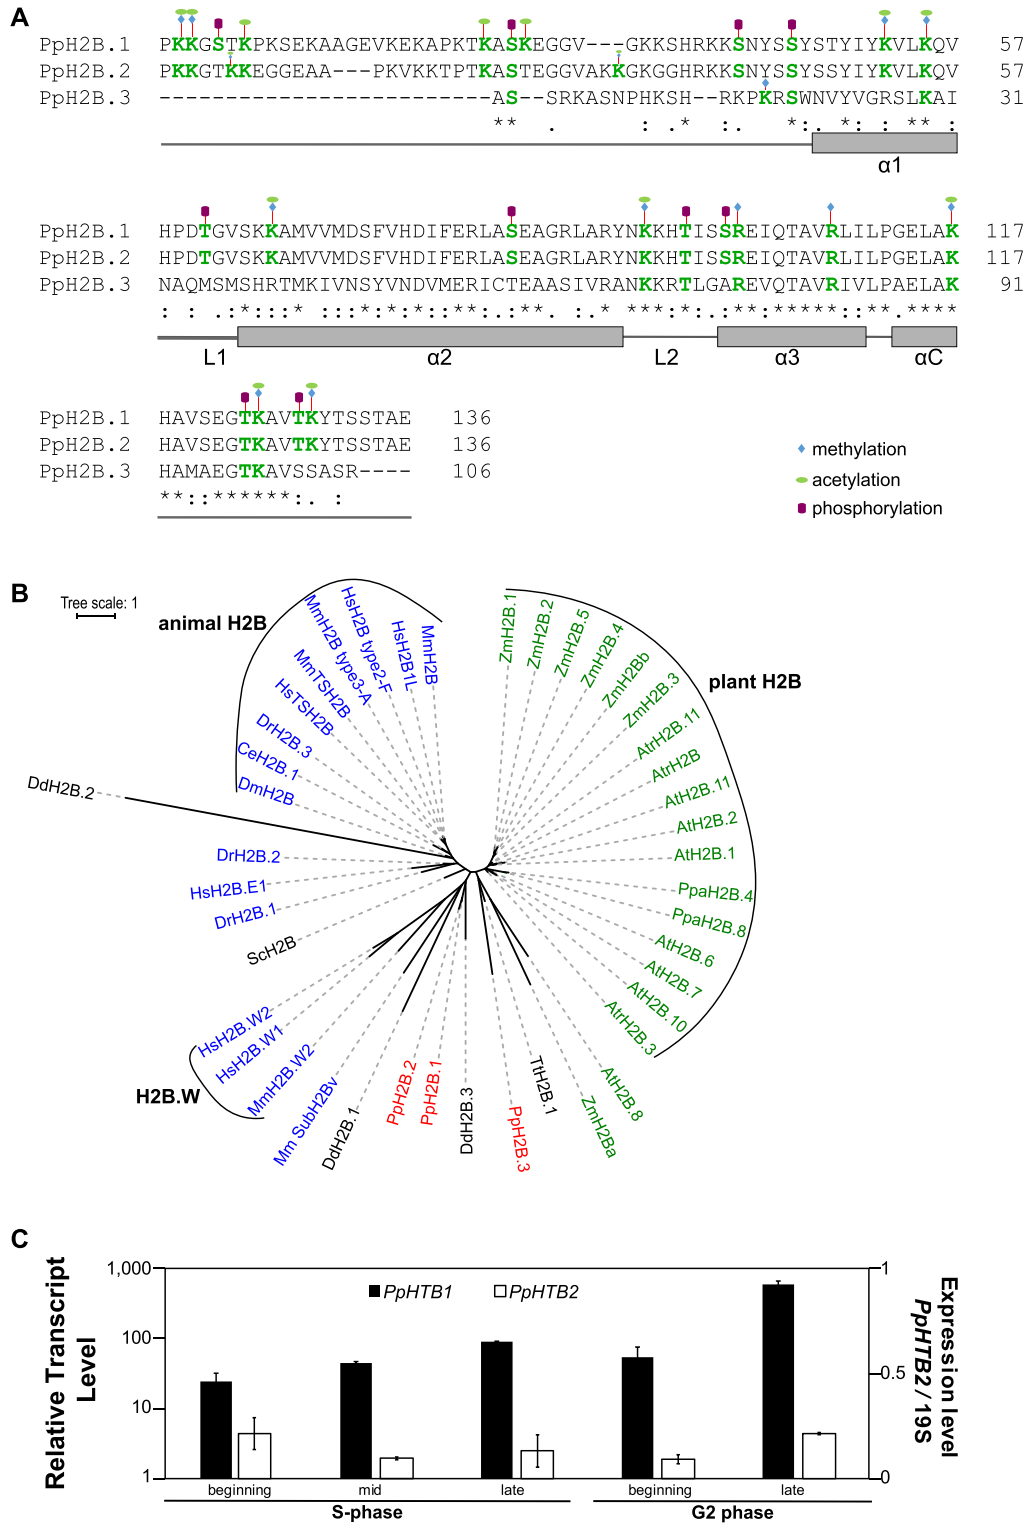 A
PpH2B.1 PKKGSTKPKSEKAAGEVKEKAPKTKASKEGGV---GKKSHRKKSNYSSYSTYIYKVLKQV 57
PpH2B.2 PKKGTKKEGGEAA---PKVKKTPTKASTEGGVAKKGKGGHRKKSNYSSYSSYIYKVLKQV 57
PpH2B.3 -------------------------AS--SRKASNPHKSH--RKPKRSWNVYVYGRSLKAI 31
** . : .* :. *:. *: : ** :
α1
PpH2B.1 HPDTGVSKKAMVVMDSFVHDIFERLASEAGRLARYNKKHTISSREIQTAVRLILPGELAK 117
PpH2B.2 HPDTGVSKKAMVVMDSFVHDIFERLASEAGRLARYNKKHTISSREIQTAVRLILPGELAK 117
PpH2B.3 NAQMSMSHRTMKIVNSYVNDVMERICTEAASIVRANKKRTLGAREVQTAVRIVLPAELAK 91
L1 α2 L2 α3 αC
PpH2B.1 HAVSEGTKAVTKYTSSTAE 136
PpH2B.2 HAVSEGTKAVTKYTSSTAE 136
PpH2B.3 HAMAEGTKAVSSASR---- 106
**::******:. :
methylation
acetylation
phosphorylation
B
Tree scale: 1
animal H2B
plant H2B
H2B.W
DdH2B.2
DmH2B
CeH2B.1
DrH2B.3
HsTSH2B
MmTSH2B
MmH2B type3-A
HsH2B type2-F
HsH2B1L
MmH2B
ZmH2B.1
ZmH2B.2
ZmH2B.5
ZmH2B.4
ZmH2Bb
ZmH2B.3
AtrH2B.11
AtrH2B
AtH2B.11
AtH2B.2
AtH2B.1
PpaH2B.4
PpaH2B.8
AtH2B.6
AtH2B.7
AtH2B.10
AtrH2B.3
AtH2B.8
ZmH2Ba
TtH2B.1
PpH2B.3
DdH2B.3
PpH2B.1
PpH2B.2
DdH2B.1
Mm SubH2Bv
MmH2B.W2
HsH2B.W1
HsH2B.W2
ScH2B
DrH2B.1
HsH2B.E1
DrH2B.2
C
Relative Transcript
Level
1,000
100
10
1
PpHTB1 PpHTB2
1
0.5
0
Expression level
PpHTB2 / 19S
beginning mid late beginning late
S-phase G2 phase